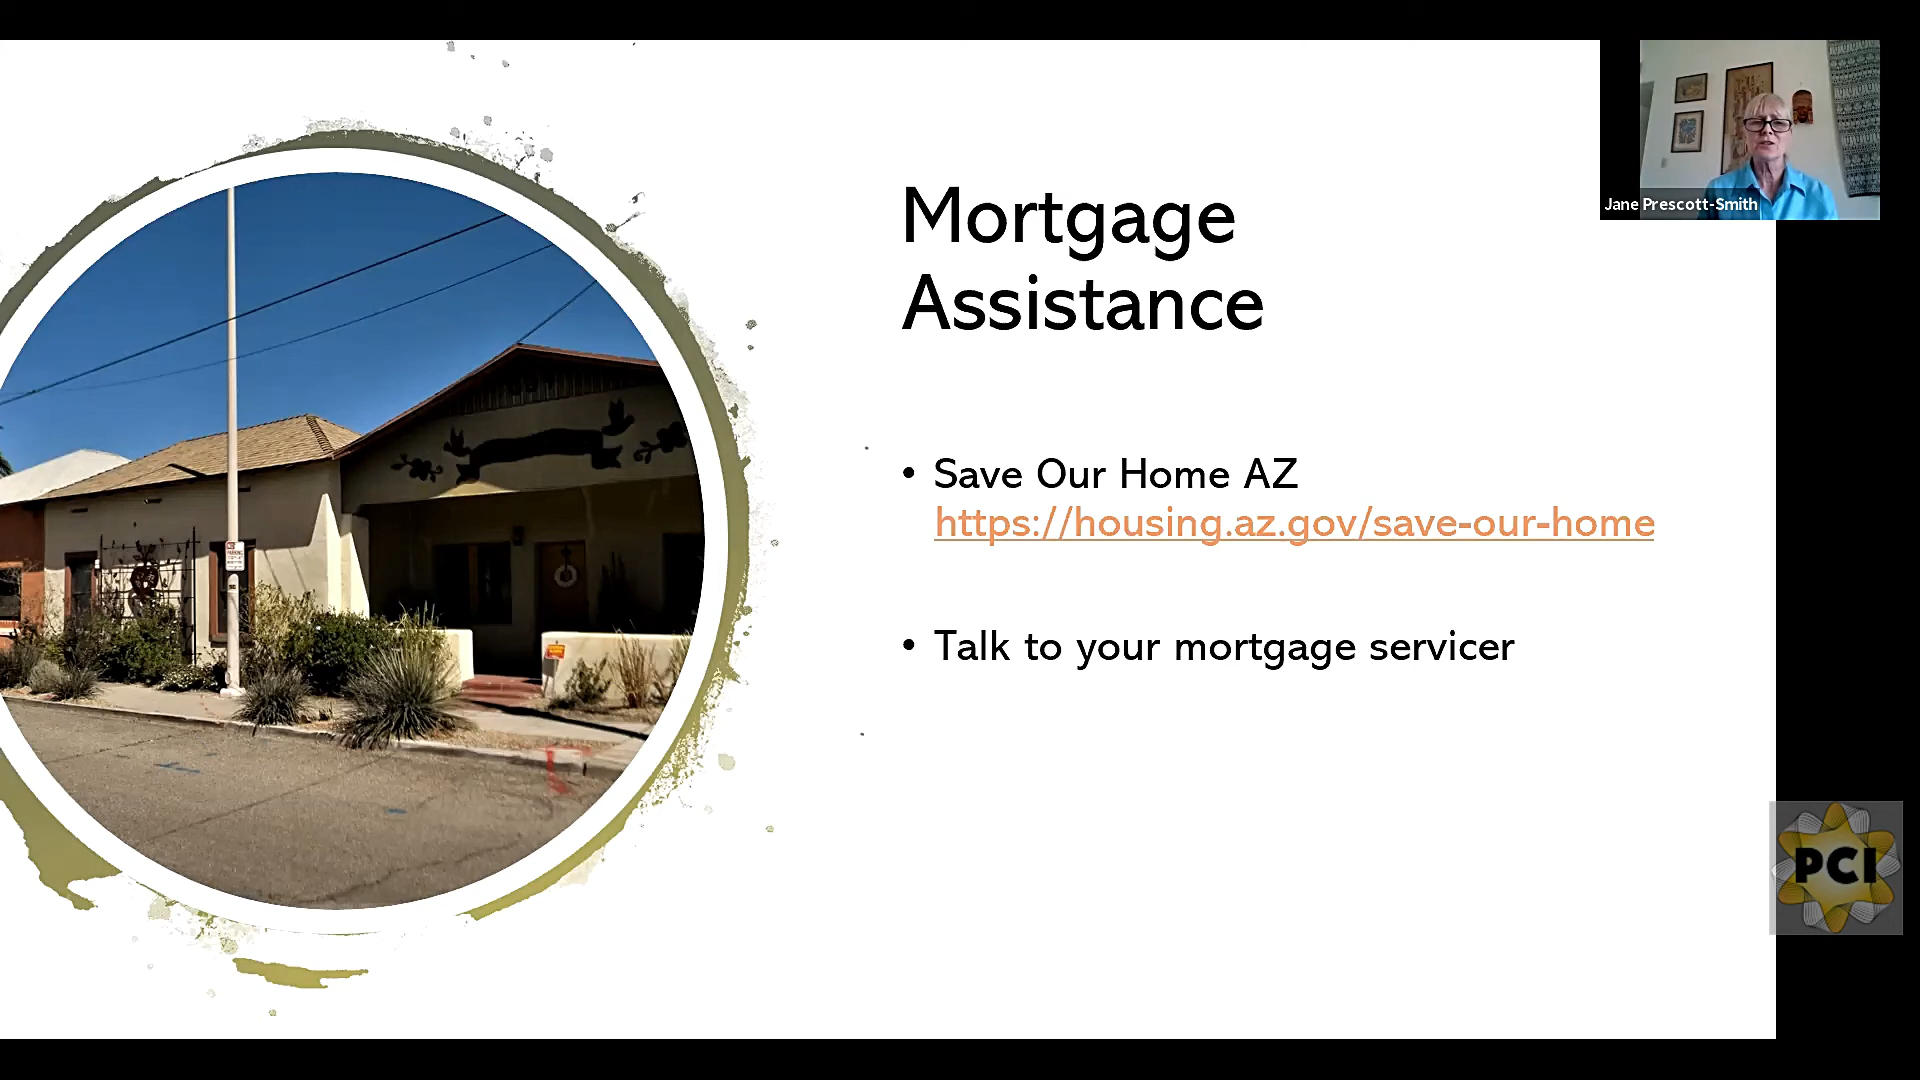 Mortgage
Assistance
• Save Our Home AZ
https://housing.az.gov/save-our-home
• Talk to your mortgage servicer
Jane Prescott-Smith
PCI